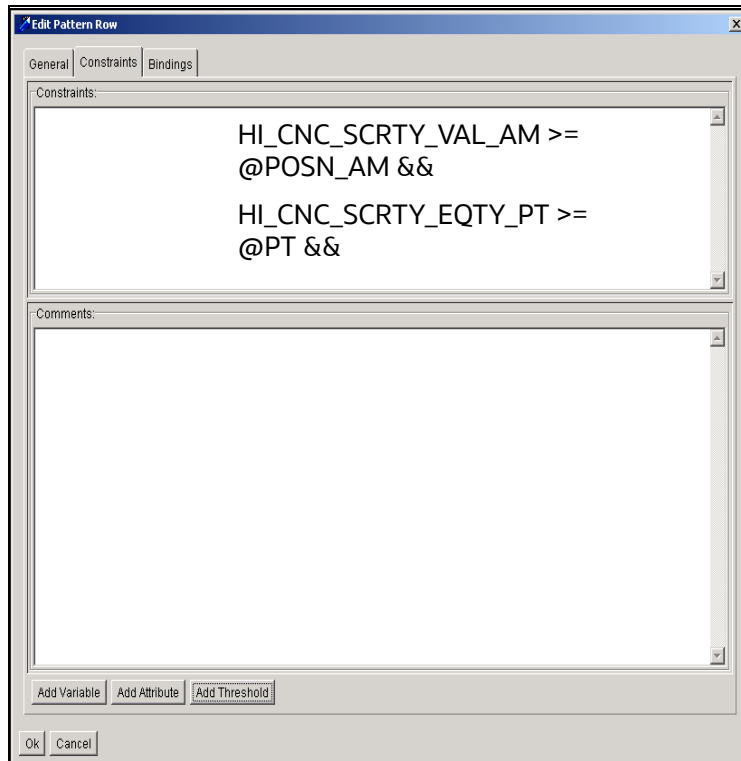 Edit Pattern Row
General Constraints Bindings
Constraints:
HI_CNC_SCRTY_VAL_AM >=
@POSN_AM &&
HI_CNC_SCRTY_EQTY_PT >=
@PT &&
Comments:
Add Variable Add Attribute Add Threshold
Ok Cancel